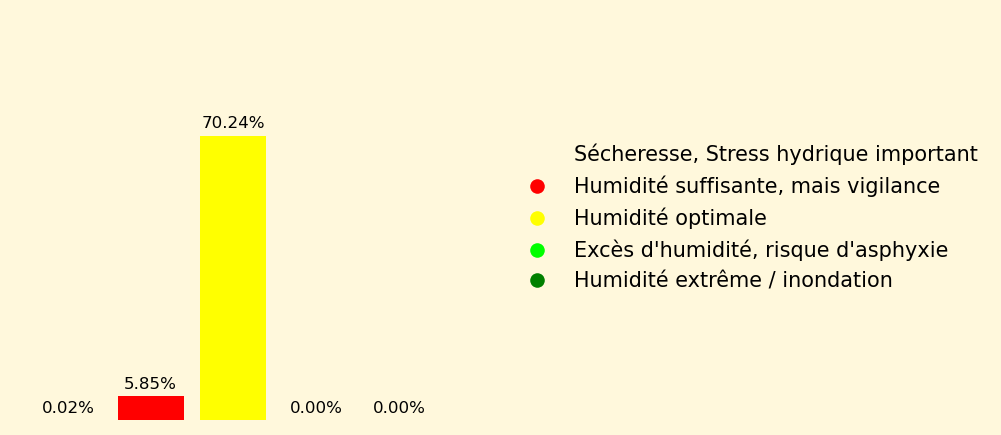 70.24%
5.85%
0.02%
0.00%
0.00%
Sécheresse, Stress hydrique important
Humidité suffisante, mais vigilance
Humidité optimale
Excès d'humidité, risque d'asphyxie
Humidité extrême / inondation